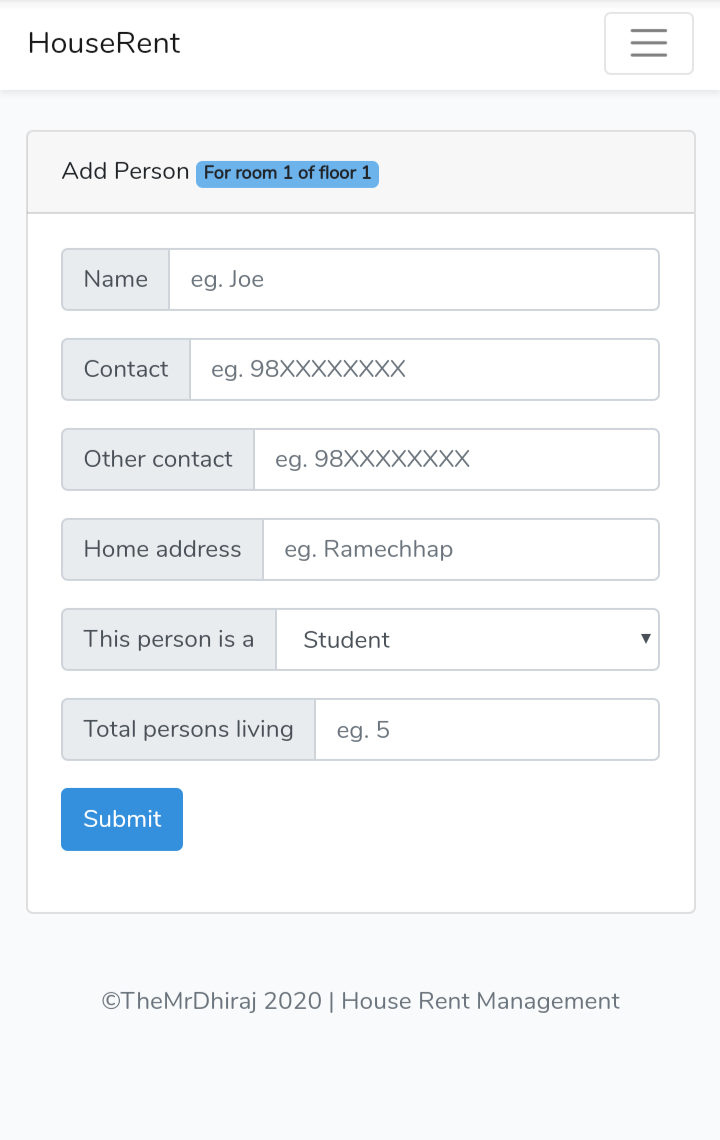 HouseRent
Add Person For room 1 of floor 1
Name eg. Joe
Contact eg. 98XXXXXXXX
Other contact eg. 98XXXXXXXX
Home address eg. Ramechhap
This person is a Student
Total persons living eg. 5
Submit
©TheMrDhiraj 2020 | House Rent Management